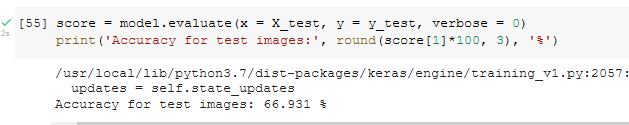 [55] score = model.evaluate(x = X_test, y = y_test, verbose = 0)
2s
print('Accuracy for test images:', round(score[1]*100, 3), '%')
/usr/local/lib/python3.7/dist-packages/keras/engine/training_v1.py:2057:
updates = self.state_updates
Accuracy for test images: 66.931 %